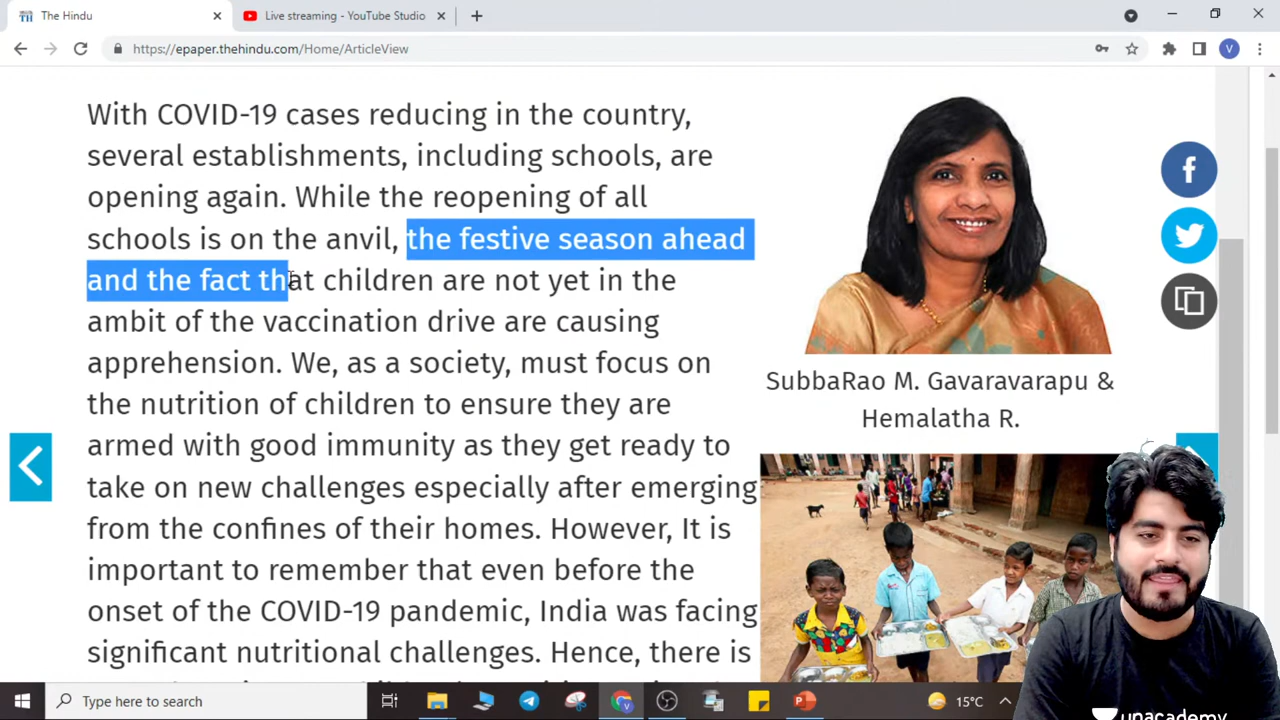 The Hindu
Live streaming - YouTube Studio
https://epaper.thehindu.com/Home/ArticleView
V
With COVID-19 cases reducing in the country,
several establishments, including schools, are
opening again. While the reopening of all
schools is on the anvil, the festive season ahead
and the fact that children are not yet in the
ambit of the vaccination drive are causing
apprehension. We, as a society, must focus on
the nutrition of children to ensure they are
armed with good immunity as they get ready to
take on new challenges especially after emerging
from the confines of their homes. However, It is
important to remember that even before the
onset of the COVID-19 pandemic, India was facing
significant nutritional challenges. Hence, there is
SubbaRao M. Gavaravarapu &
Hemalatha R.
Type here to search
15°C
unacademy